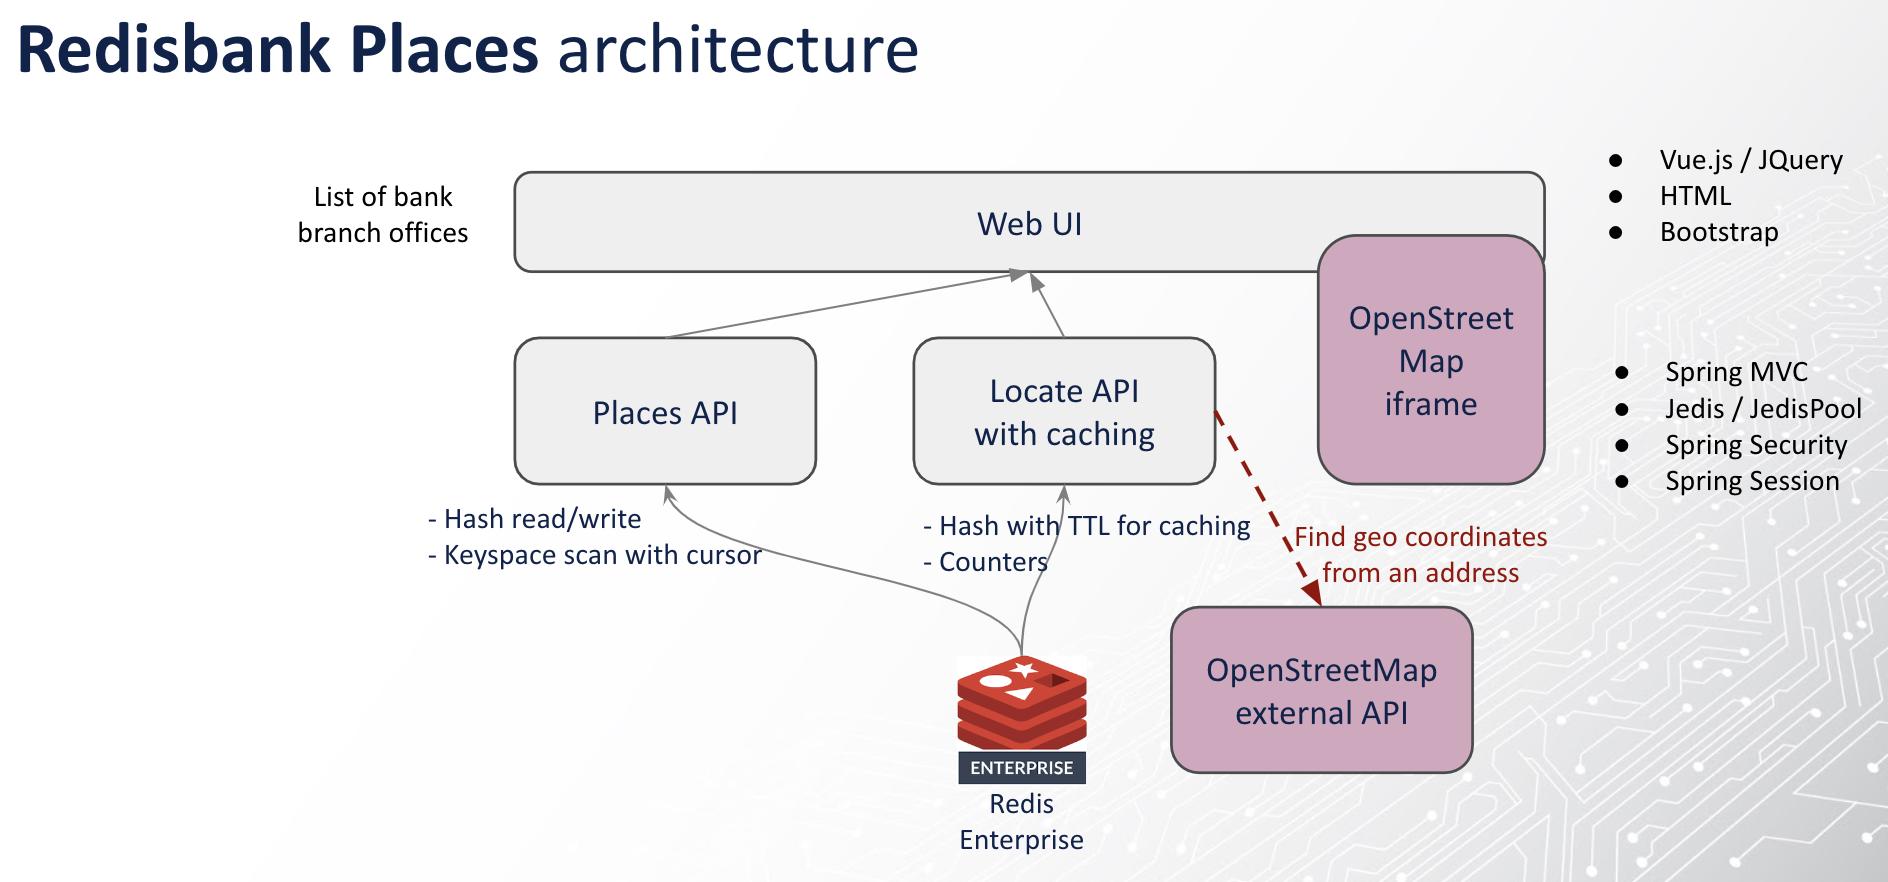 Redisbank Places architecture
List of bank
branch offices
Web UI
● Vue.js / JQuery
● HTML
● Bootstrap
Places API
Locate API
with caching
OpenStreet
Map
iframe
● Spring MVC
● Jedis / JedisPool
● Spring Security
● Spring Session
- Hash read/write
- Keyspace scan with cursor
- Hash with TTL for caching
- Counters
Find geo coordinates
from an address
OpenStreetMap
external API
ENTERPRISE
Redis
Enterprise